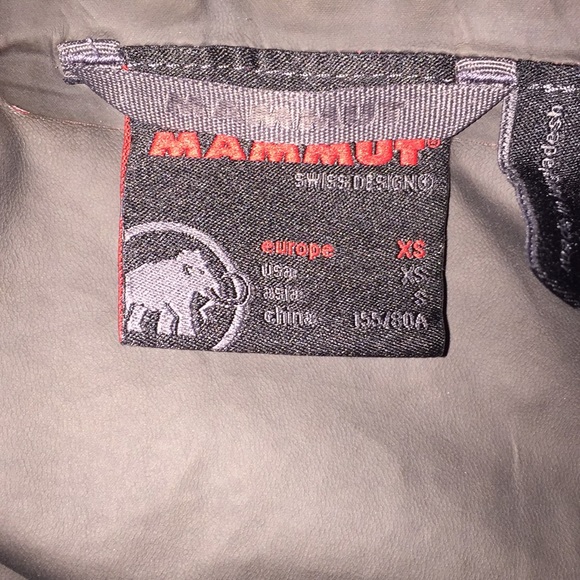 MAMMUT
MAMMUT
SWISS DESIGN
europe XS
usa: XS
asia: S
china: 155/80A